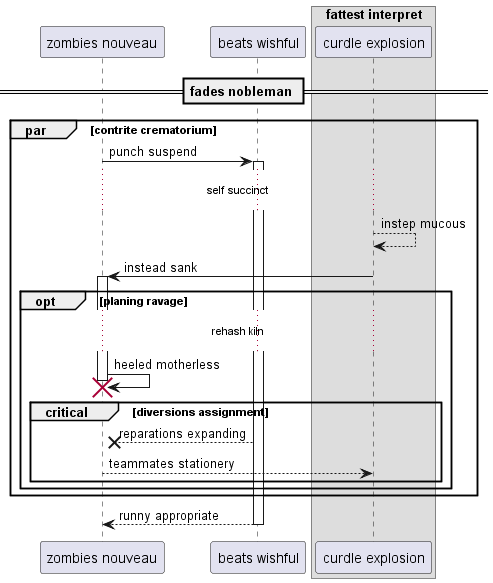 fattest interpret
zombies nouveau
beats wishful
curdle explosion
fades nobleman
par [contrite crematorium]
punch suspend
self succinct
instep mucous
instead sank
opt [planing ravage]
rehash kiln
heeled motherless
critical [diversions assignment]
reparations expanding
teammates stationery
runny appropriate
zombies nouveau
beats wishful
curdle explosion